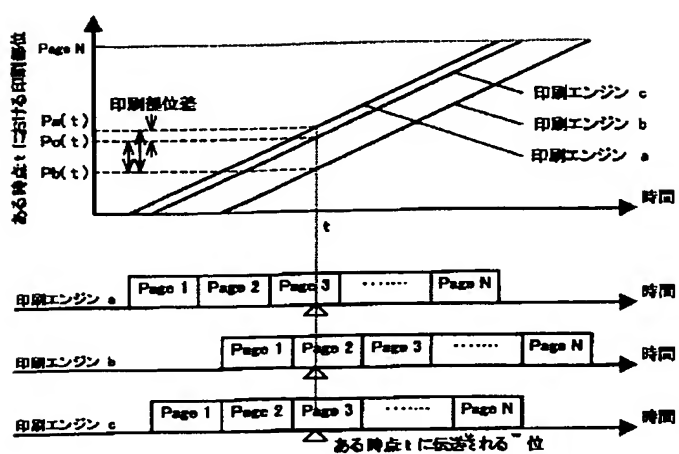 ある時点tにおける印刷部位
Page N
印刷部位差
Pa(t)
Pc(t)
Pb(t)
印刷エンジン c
印刷エンジン b
印刷エンジン a
時間
t
印刷エンジン a
Page 1 Page 2 Page 3 ······· Page N
時間
印刷エンジン b
Page 1 Page 2 Page 3 ······· Page N
時間
印刷エンジン c
Page 1 Page 2 Page 3 ······· Page N
時間
ある時点tに伝送される 位